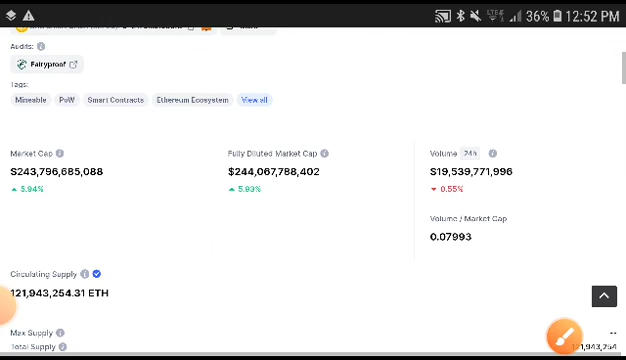 36% 12:52 PM
Audits:
Fairyproof
Tags:
Mineable PoW Smart Contracts Ethereum Ecosystem View all
Market Cap Fully Diluted Market Cap Volume 24h
$243,796,685,088 $244,067,788,402 $19,539,771,996
5.94% 5.93% 0.55%
Volume / Market Cap
0.07993
Circulating Supply
121,943,254.31 ETH
Max Supply --
Total Supply 121,943,254